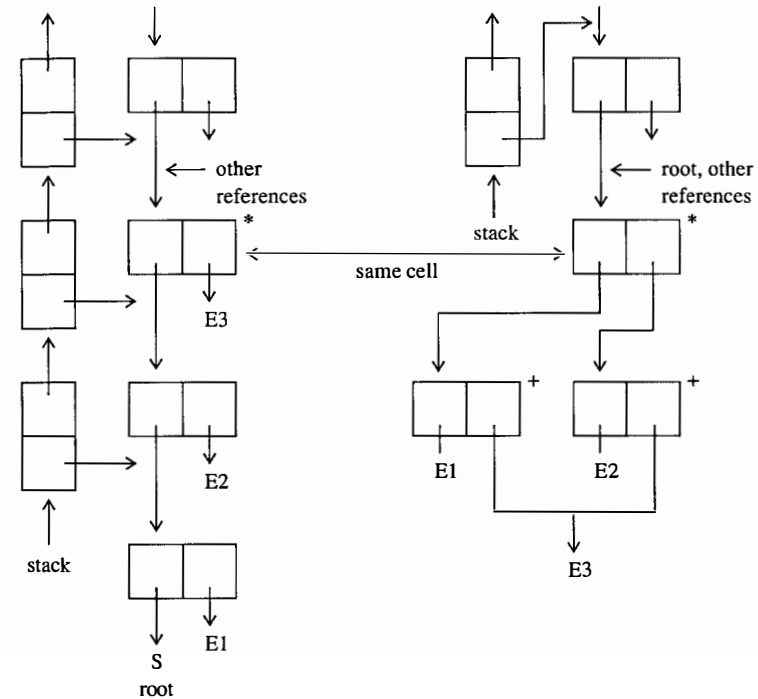 other
references
*
E3
E2
stack
E1
S
root
same cell
root, other
references
stack
*
+
+
E1
E2
E3